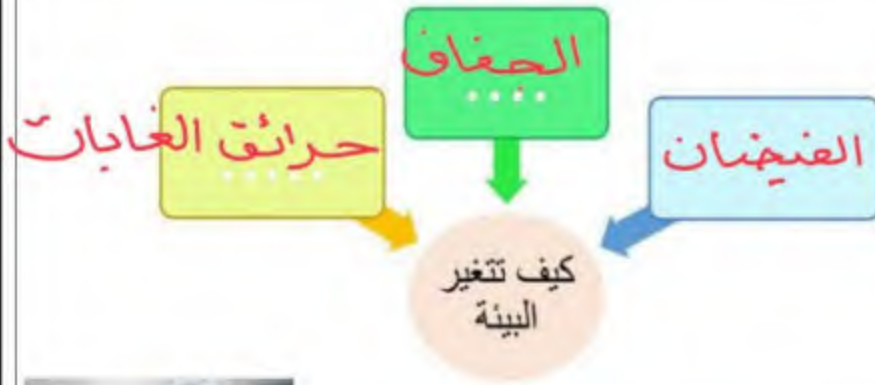 الجفاف
....
الفيضان
حرائق الغابات
.....
كيف تتغير
البيئة